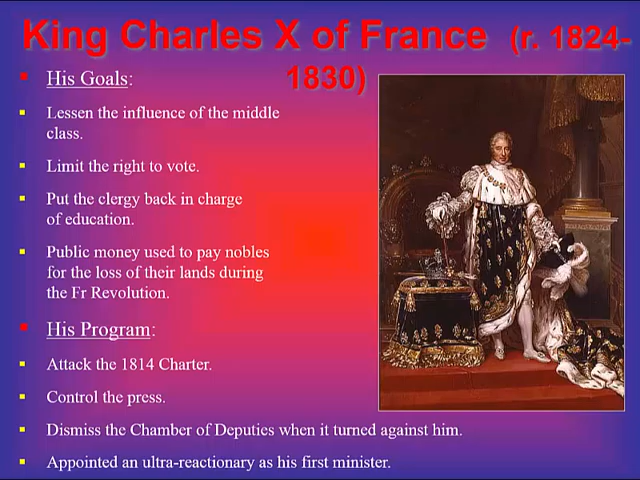 King Charles X of France (r. 1824-
1830)
His Goals:
Lessen the influence of the middle
class.
Limit the right to vote.
Put the clergy back in charge
of education.
Public money used to pay nobles
for the loss of their lands during
the Fr Revolution.
His Program:
Attack the 1814 Charter.
Control the press.
Dismiss the Chamber of Deputies when it turned against him.
Appointed an ultra-reactionary as his first minister.